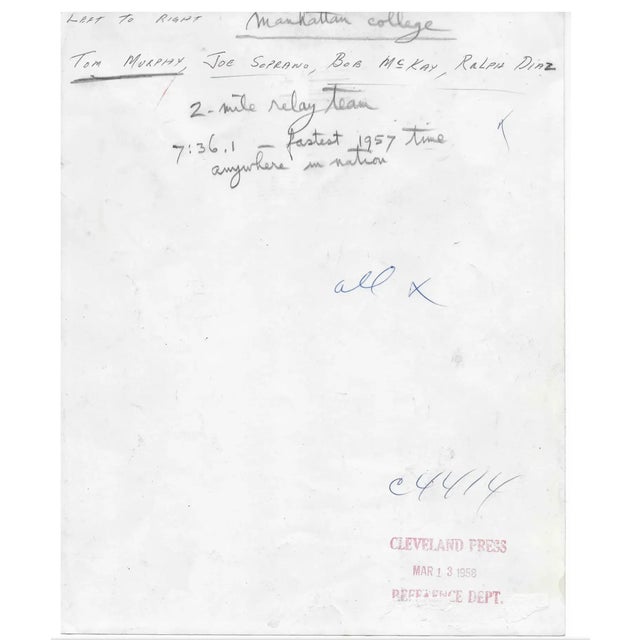 LEFT TO RIGHT Manhattan college
TOM MURPHY, JOE SOPRANO, BOB McKAY, RALPH DIAZ
2-mile relay team
7:36.1 — fastest 1957 time
anywhere in nation
all x
C4414
CLEVELAND PRESS
MAR 13 1958
REFERENCE DEPT.